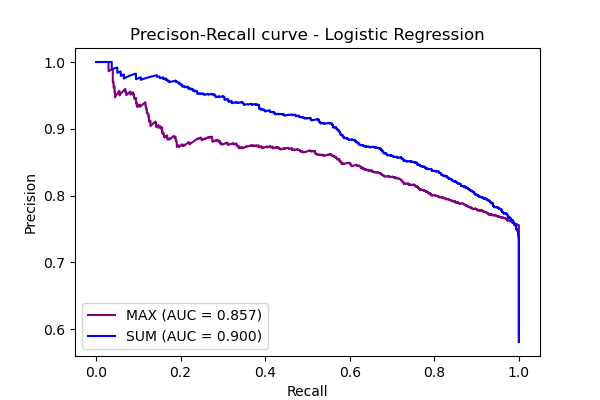 Precison-Recall curve - Logistic Regression
1.0
0.9
0.8
0.7
0.6
Precision
MAX (AUC = 0.857)
SUM (AUC = 0.900)
0.0 0.2 0.4 0.6 0.8 1.0
Recall